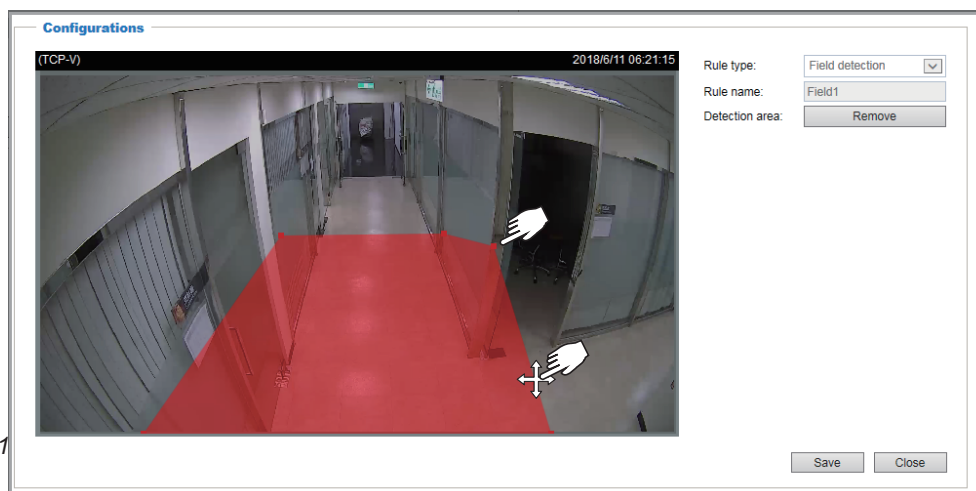 Configurations
(TCP-V) 2018/6/11 06:21:15
Rule type: Field detection
Rule name: Field1
Detection area: Remove
1
Save Close